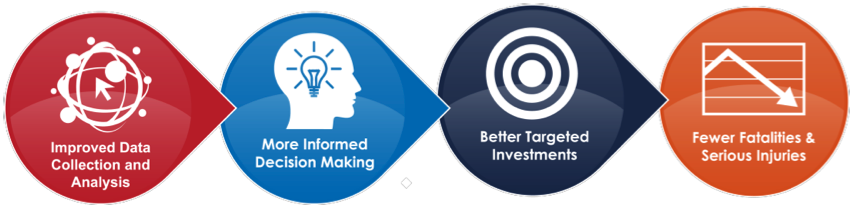 Improved Data
Collection and
Analysis
More Informed
Decision Making
Better Targeted
Investments
Fewer Fatalities &
Serious Injuries